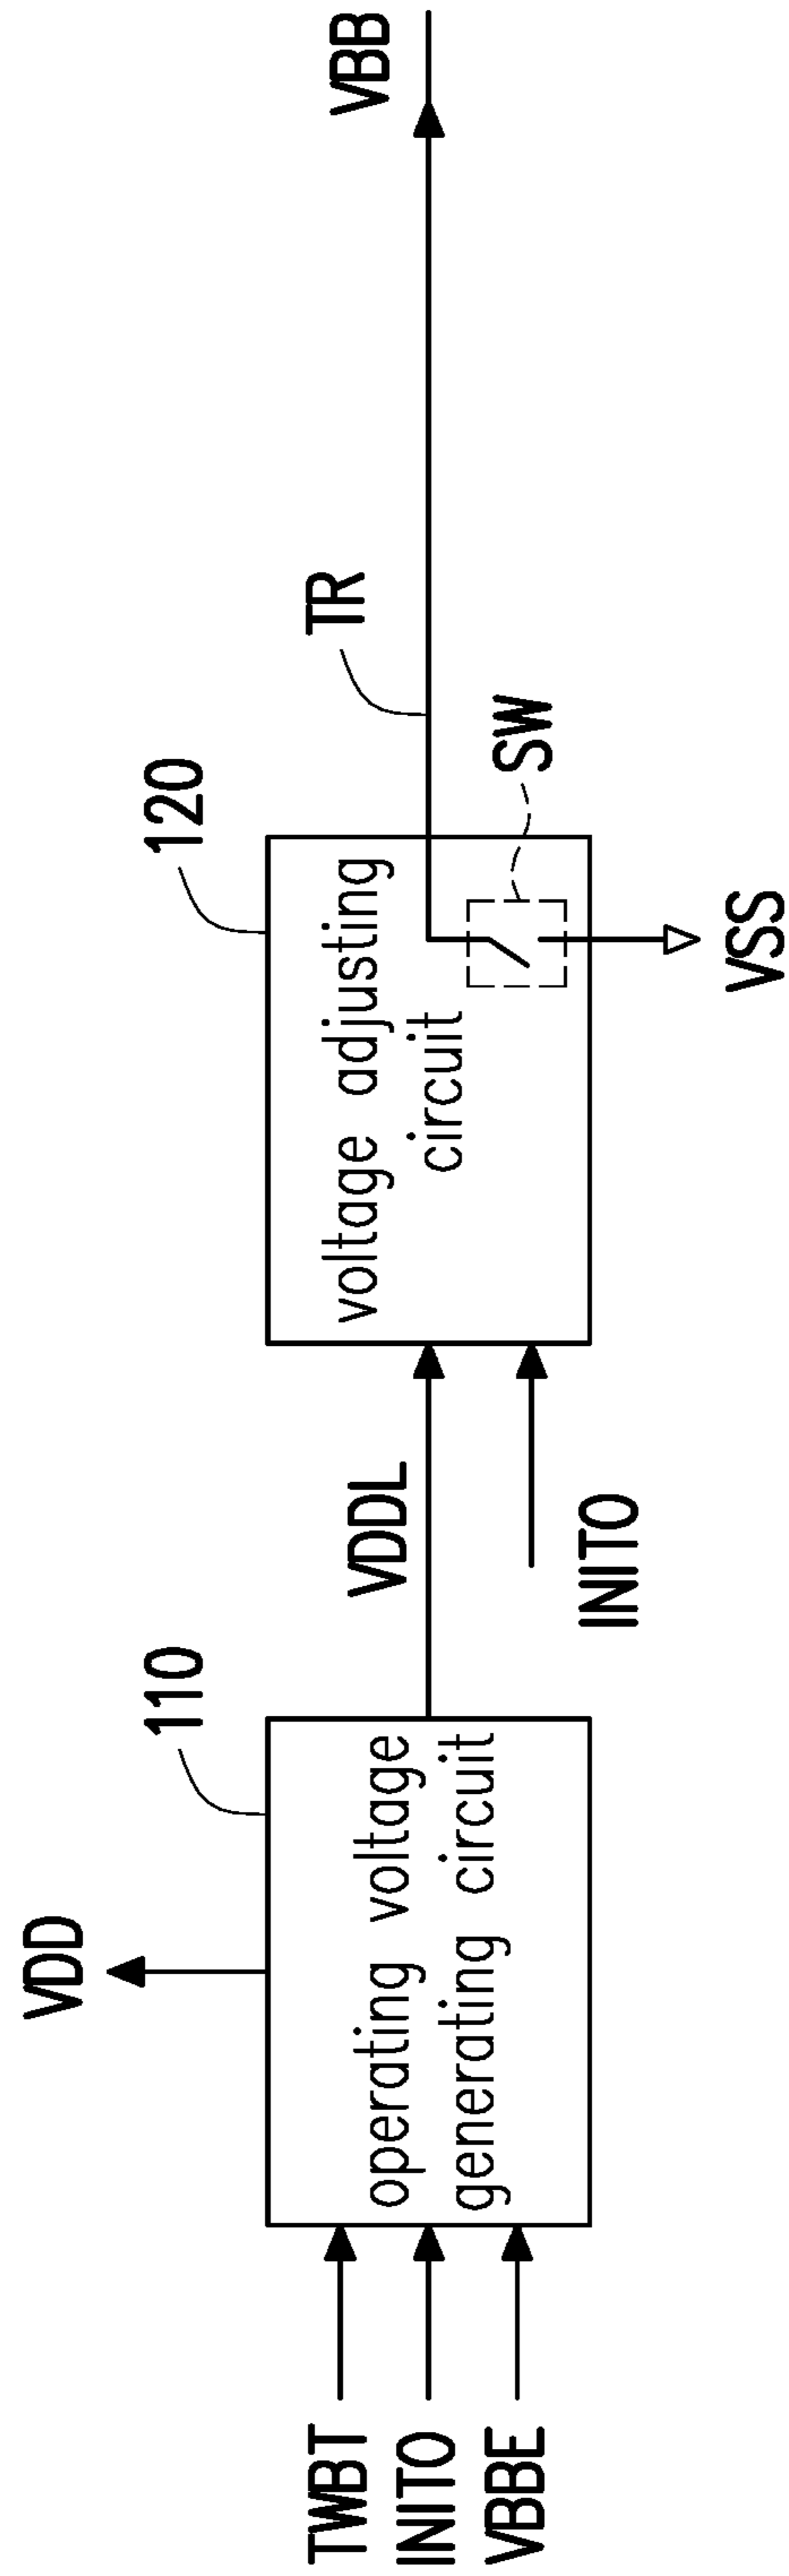 VDD
110
120
TR
VBB
TWBT
INITO
VBBE
operating voltage
generating circuit
VDDL
INITO
voltage adjusting
circuit
SW
VSS